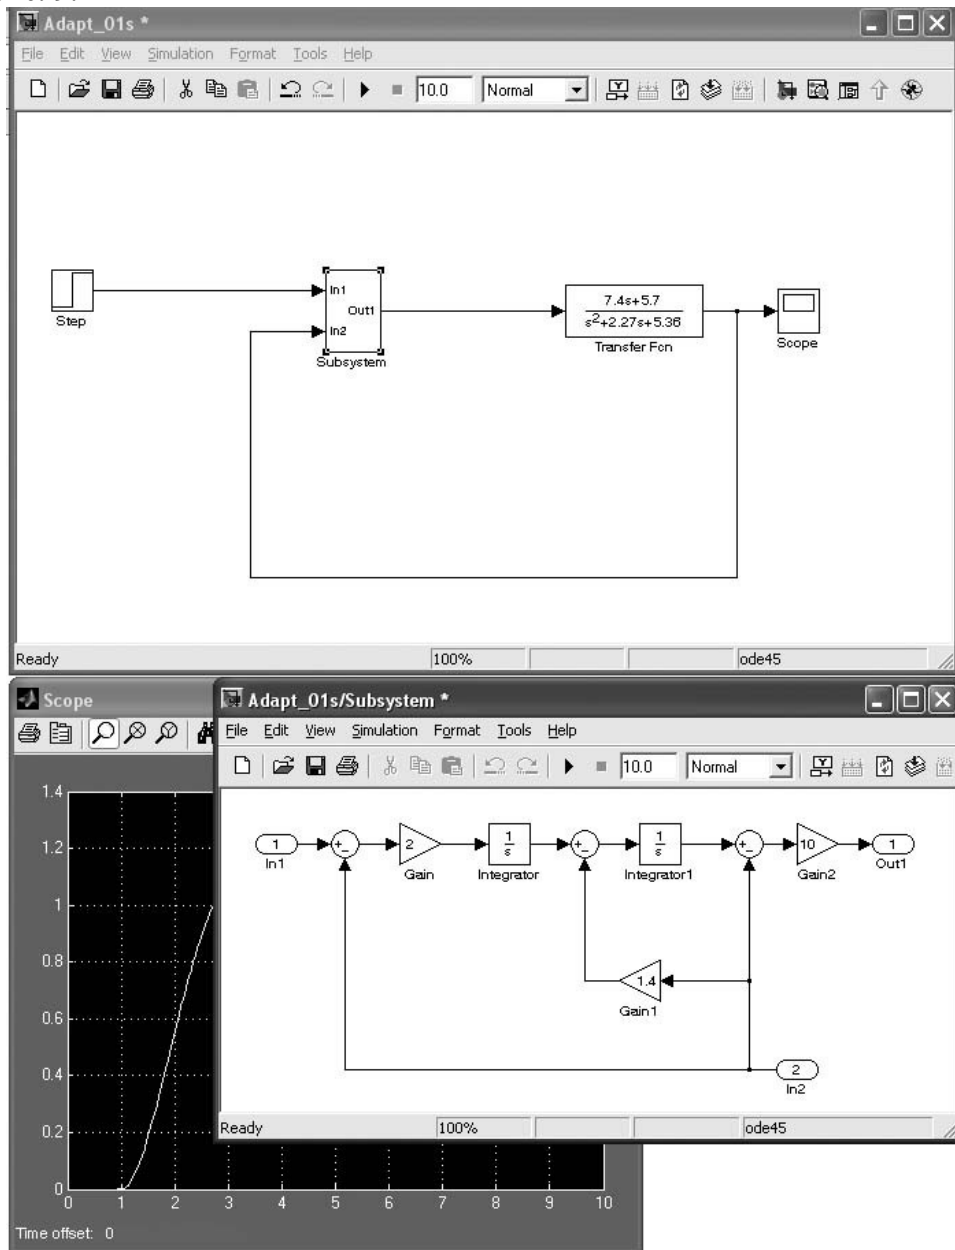 Adapt_01s *
File Edit View Simulation Format Tools Help
10.0 Normal
Step
In1
Out1
In2
Subsystem
7.4s+5.7
s2+2.27s+5.36
Transfer Fcn
Scope
Ready 100% ode45
Scope
Adapt_01s/Subsystem *
File Edit View Simulation Format Tools Help
10.0 Normal
1
In1
+
-
2
Gain
1
s
Integrator
+
-
1
s
Integrator1
+
-
10
Gain2
1
Out1
1.4
Gain1
2
In2
Ready 100% ode45
1.4
1.2
1
0.8
0.6
0.4
0.2
0
0 1 2 3 4 5 6 7 8 9 10
Time offset: 0